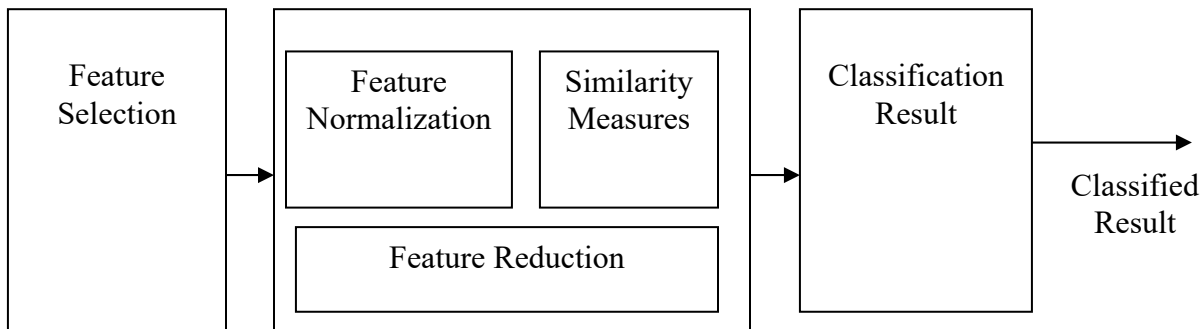 Feature
Selection
Feature
Normalization
Similarity
Measures
Feature Reduction
Classification
Result
Classified
Result